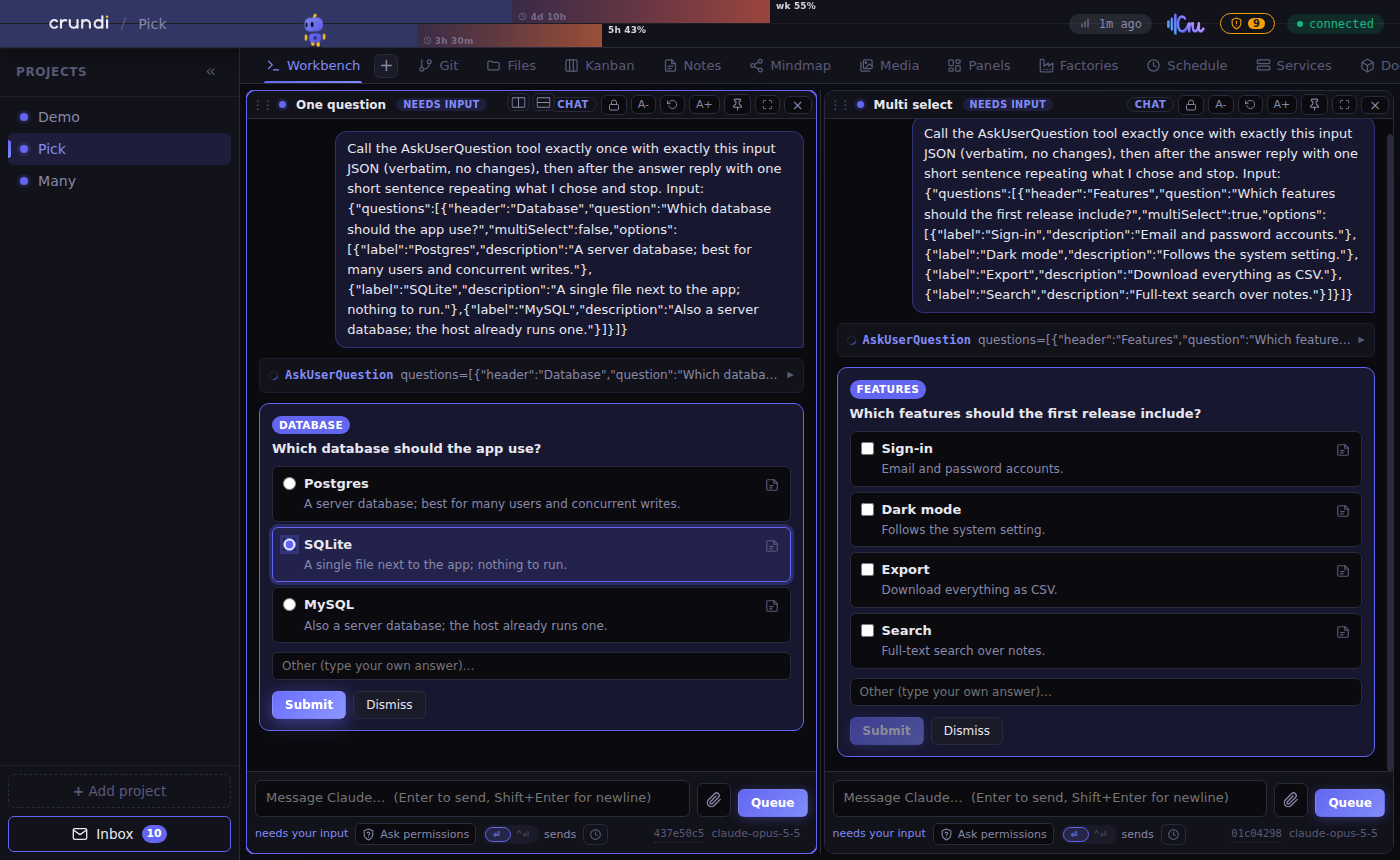 crundi / Pick
4d 10h
wk 55%
3h 30m
5h 43%
1m ago
Cru
9
connected
PROJECTS
«
Demo
Pick
Many
+ Add project
Inbox 10
Workbench
+
Git
Files
Kanban
Notes
Mindmap
Media
Panels
Factories
Schedule
Services
Do
One question NEEDS INPUT CHAT A- A+
Call the AskUserQuestion tool exactly once with exactly this input
JSON (verbatim, no changes), then after the answer reply with one
short sentence repeating what I chose and stop. Input:
{"questions":[{"header":"Database","question":"Which database
should the app use?","multiSelect":false,"options":
[{"label":"Postgres","description":"A server database; best for
many users and concurrent writes."},
{"label":"SQLite","description":"A single file next to the app;
nothing to run."},{"label":"MySQL","description":"Also a server
database; the host already runs one."}]}]}
AskUserQuestion questions=[{"header":"Database","question":"Which databa...
DATABASE
Which database should the app use?
Postgres
A server database; best for many users and concurrent writes.
SQLite
A single file next to the app; nothing to run.
MySQL
Also a server database; the host already runs one.
Other (type your own answer)...
Submit Dismiss
Message Claude... (Enter to send, Shift+Enter for newline)
Queue
needs your input Ask permissions sends 437e50c5 claude-opus-5-5
Multi select NEEDS INPUT CHAT A- A+
Call the AskUserQuestion tool exactly once with exactly this input
JSON (verbatim, no changes), then after the answer reply with one
short sentence repeating what I chose and stop. Input:
{"questions":[{"header":"Features","question":"Which features
should the first release include?","multiSelect":true,"options":
[{"label":"Sign-in","description":"Email and password accounts."},
{"label":"Dark mode","description":"Follows the system setting."},
{"label":"Export","description":"Download everything as CSV."},
{"label":"Search","description":"Full-text search over notes."}]}]}
AskUserQuestion questions=[{"header":"Features","question":"Which feature...
FEATURES
Which features should the first release include?
Sign-in
Email and password accounts.
Dark mode
Follows the system setting.
Export
Download everything as CSV.
Search
Full-text search over notes.
Other (type your own answer)...
Submit Dismiss
Message Claude... (Enter to send, Shift+Enter for newline)
Queue
needs your input Ask permissions sends 01c04298 claude-opus-5-5